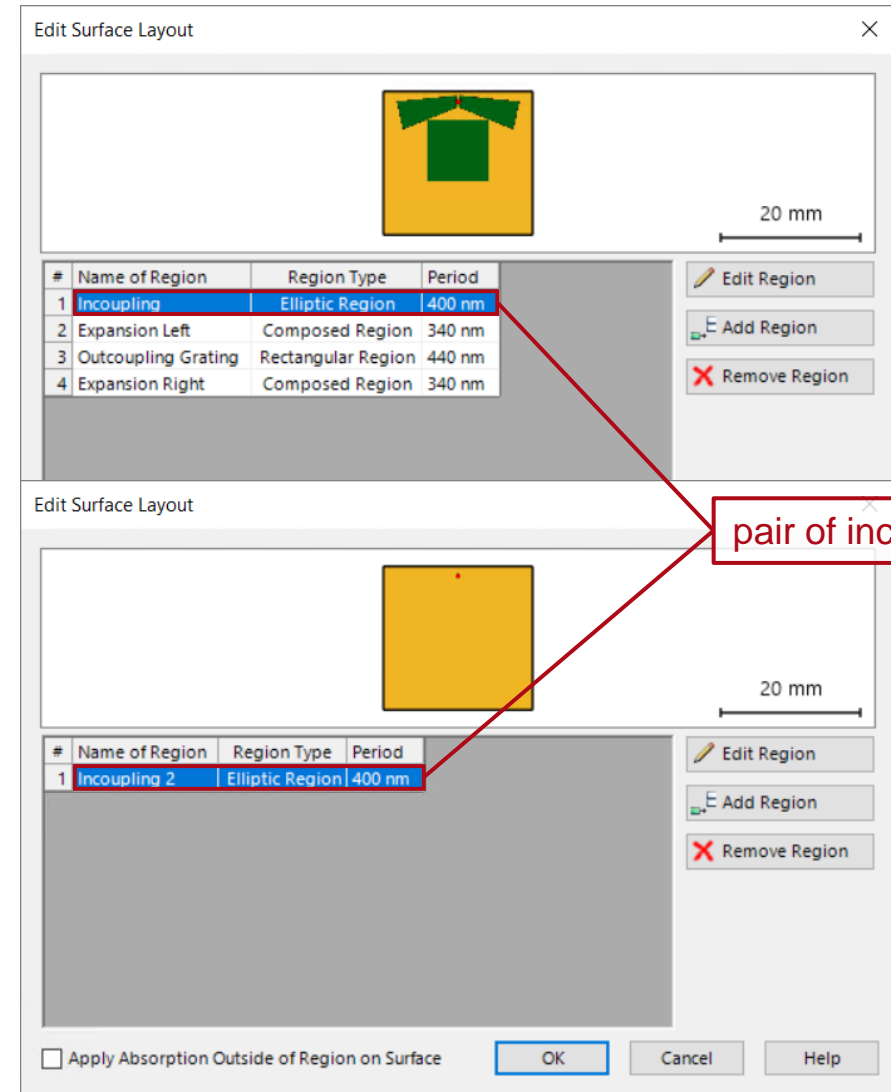 Edit Surface Layout
20 mm
# Name of Region Region Type Period
1 Incoupling Elliptic Region 400 nm
2 Expansion Left Composed Region 340 nm
3 Outcoupling Grating Rectangular Region 440 nm
4 Expansion Right Composed Region 340 nm
Edit Region
Add Region
Remove Region
Edit Surface Layout
pair of inc
20 mm
# Name of Region Region Type Period
1 Incoupling 2 Elliptic Region 400 nm
Edit Region
Add Region
Remove Region
Apply Absorption Outside of Region on Surface
OK Cancel Help